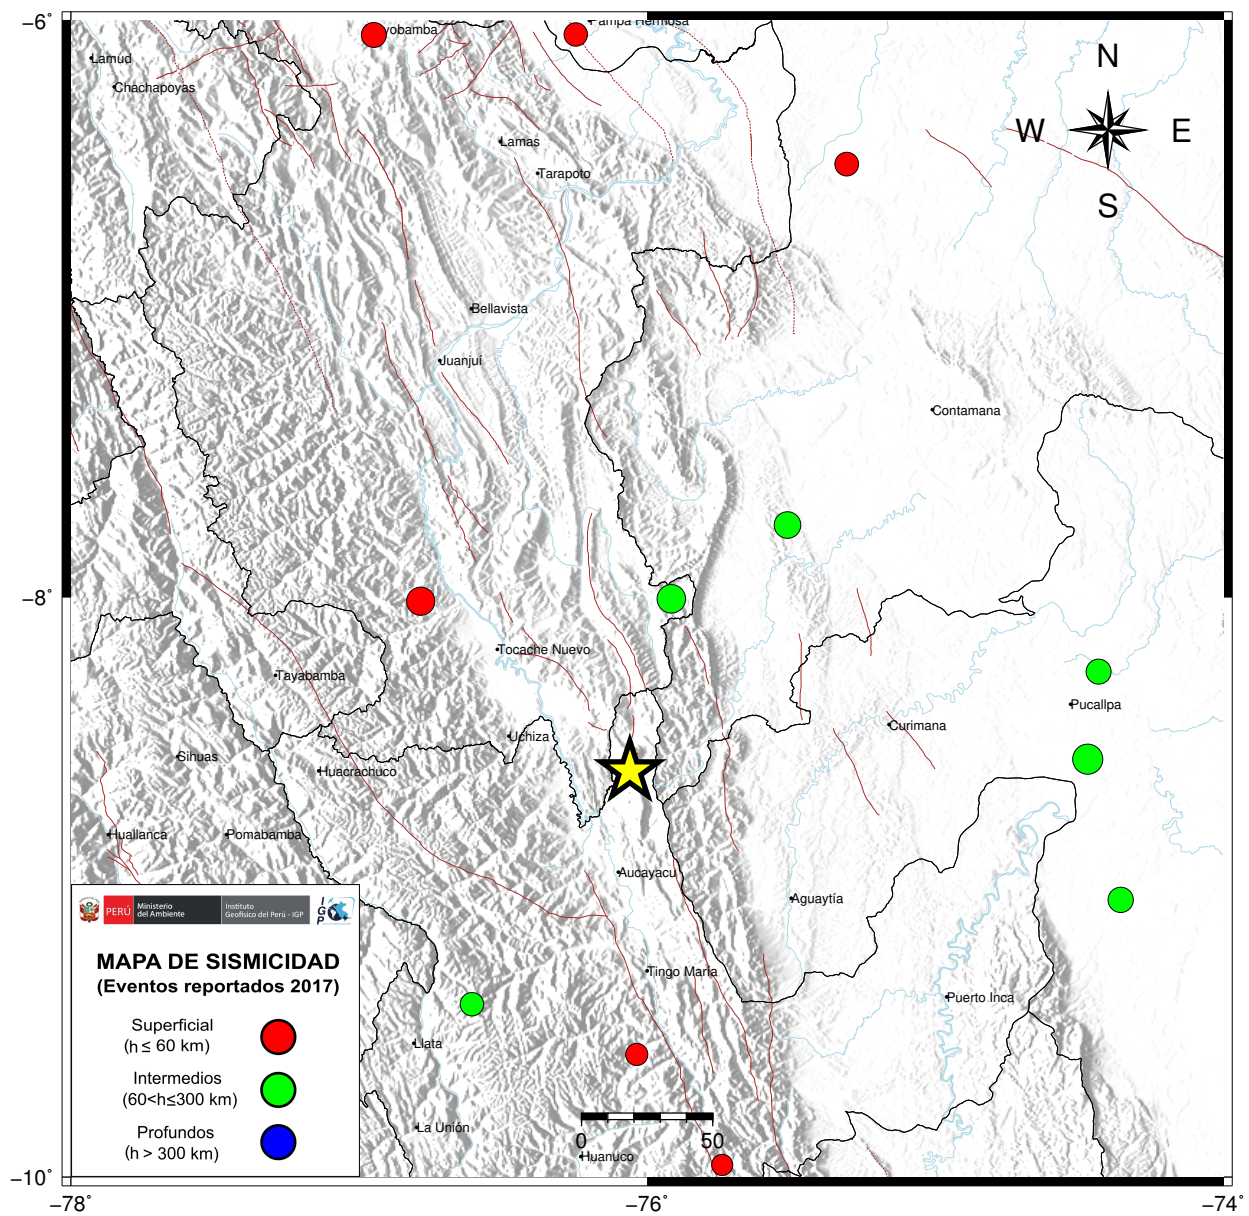 −6˚
yobamba
Pampa Hermosa
N
Lamud
Chachapoyas
W
E
Lamas
Tarapoto
S
Bellavista
Juanjuí
Contamana
−8˚
Tocache Nuevo
Tayabamba
Pucallpa
Curimana
Uchiza
Sihuas
Huacrachuco
Huallanca
Pomabamba
Aucayacu
Aguaytía
PERÚ
Ministerio
del Ambiente
Instituto
Geofísico del Perú - IGP
IGP
MAPA DE SISMICIDAD
(Eventos reportados 2017)
Tingo María
Puerto Inca
Superficial
(h ≤ 60 km)
Llata
Intermedios
(60<h≤300 km)
Profundos
(h > 300 km)
La Unión
0
50
Huanuco
−10˚
−78˚
−76˚
−74˚